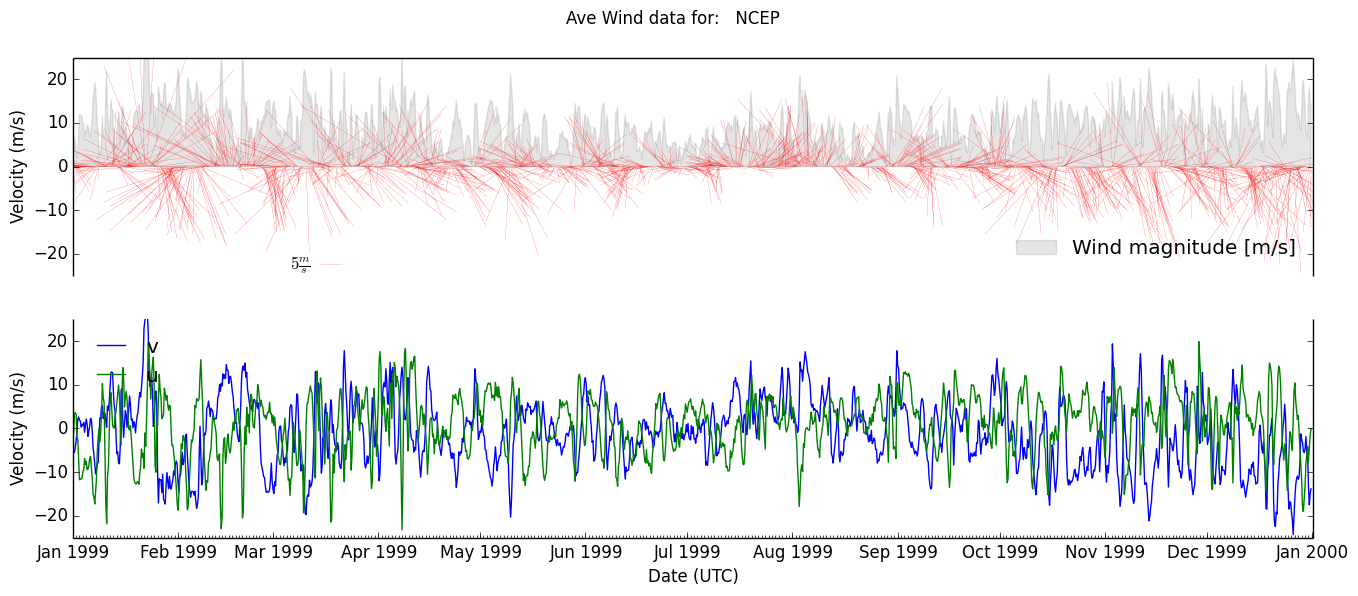 Ave Wind data for:   NCEP
Velocity (m/s)
20
10
0
−10
−20
5 m/s
Wind magnitude [m/s]
Velocity (m/s)
20
10
0
−10
−20
v
u
Jan 1999 Feb 1999 Mar 1999 Apr 1999 May 1999 Jun 1999 Jul 1999 Aug 1999 Sep 1999 Oct 1999 Nov 1999 Dec 1999 Jan 2000
Date (UTC)